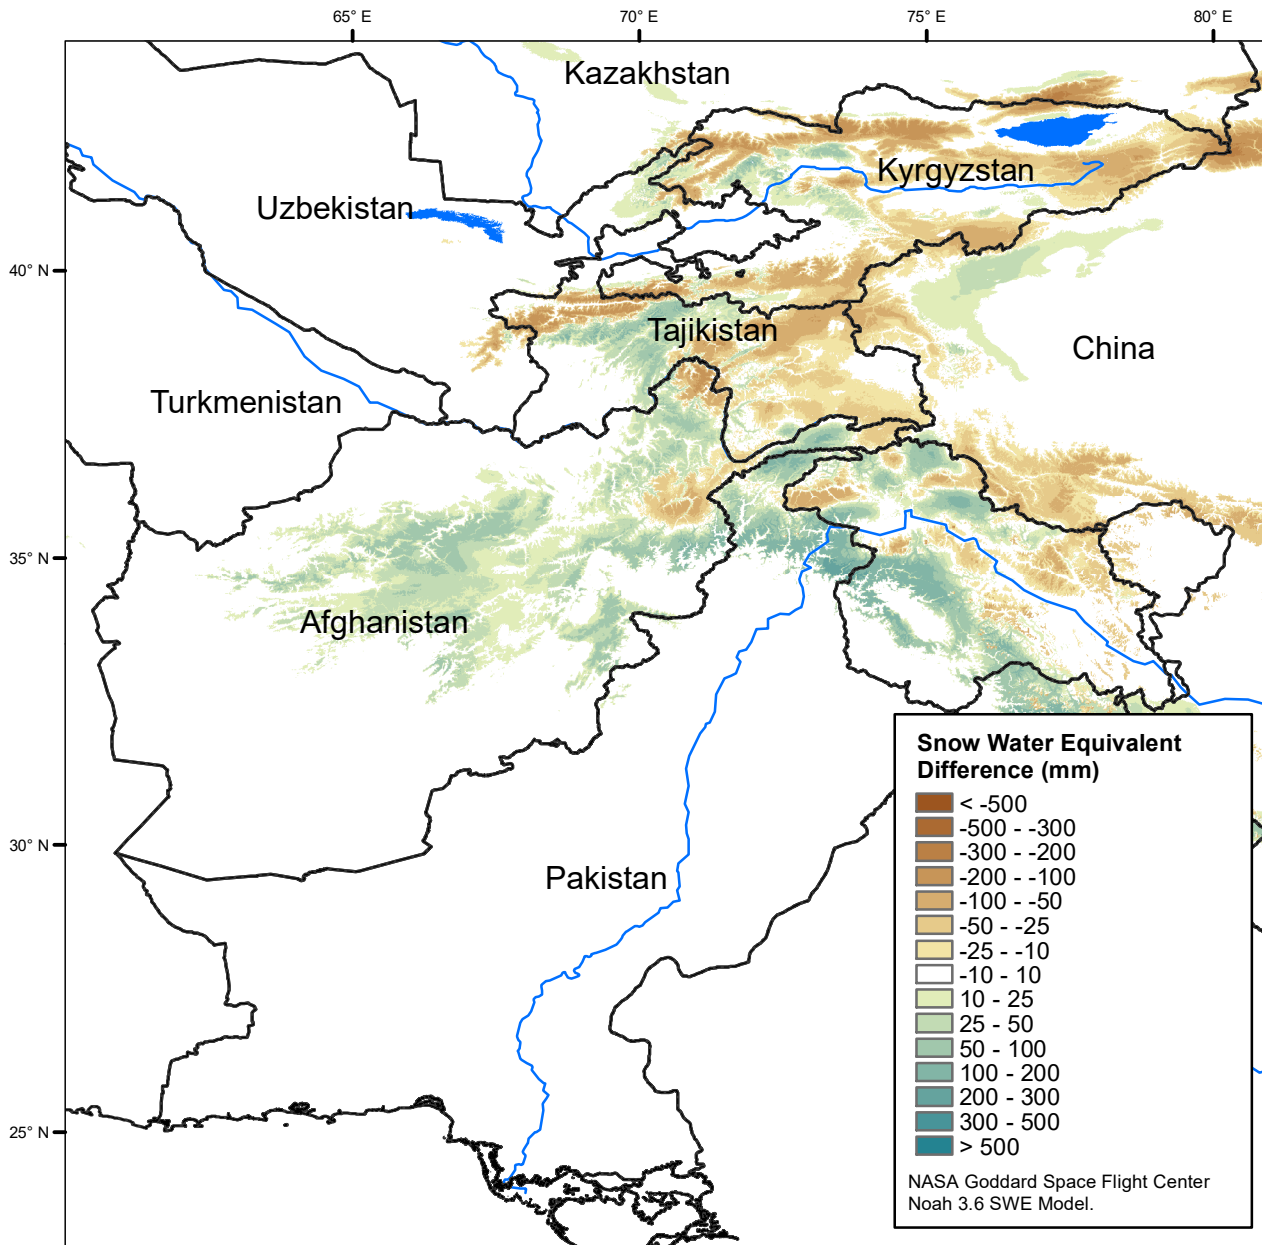 65° E
70° E
75° E
80° E
Kazakhstan
Kyrgyzstan
Uzbekistan
40° N
Tajikistan
China
Turkmenistan
35° N
Afghanistan
30° N
Pakistan
25° N
Snow Water Equivalent
Difference (mm)
< -500
-500 - -300
-300 - -200
-200 - -100
-100 - -50
-50 - -25
-25 - -10
-10 - 10
10 - 25
25 - 50
50 - 100
100 - 200
200 - 300
300 - 500
> 500
NASA Goddard Space Flight Center
Noah 3.6 SWE Model.